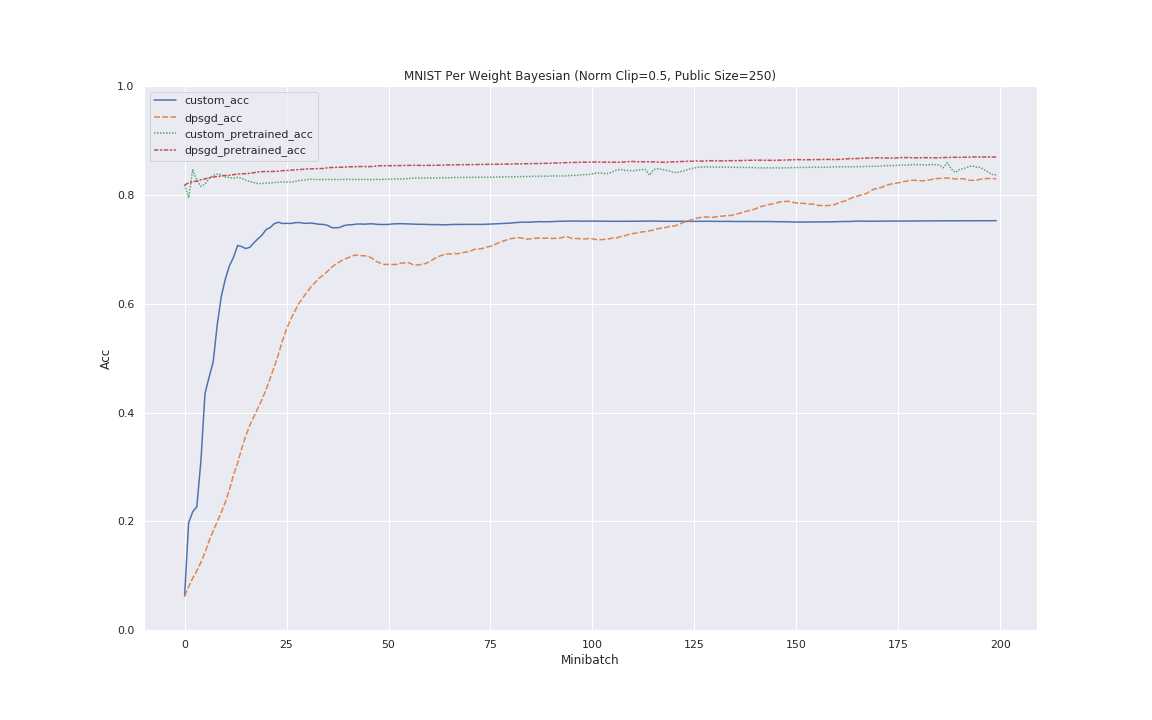 MNIST Per Weight Bayesian (Norm Clip=0.5, Public Size=250)
1.0
custom_acc
dpsgd_acc
custom_pretrained_acc
dpsgd_pretrained_acc
0.8
0.6
Acc
0.4
0.2
0.0
0 25 50 75 100 125 150 175 200
Minibatch